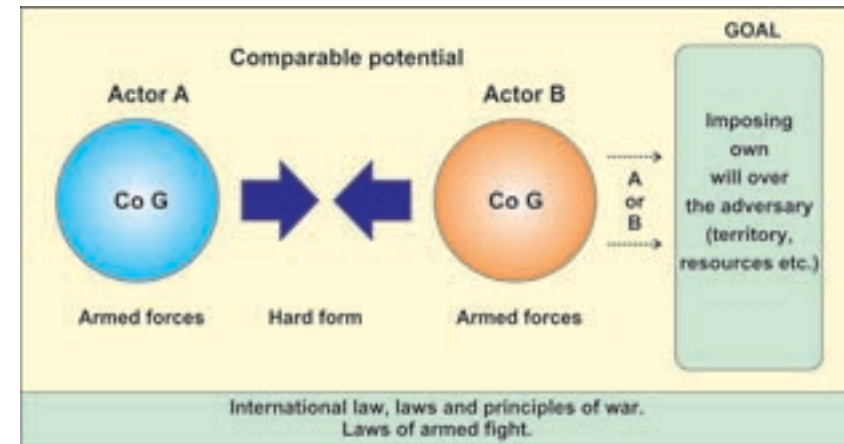 GOAL
Comparable potential
Actor A
Actor B
Co G
Co G
A
or
B
Imposing
own
will over
the adversary
(territory,
resources etc.)
Armed forces
Hard form
Armed forces
International law, laws and principles of war.
Laws of armed fight.